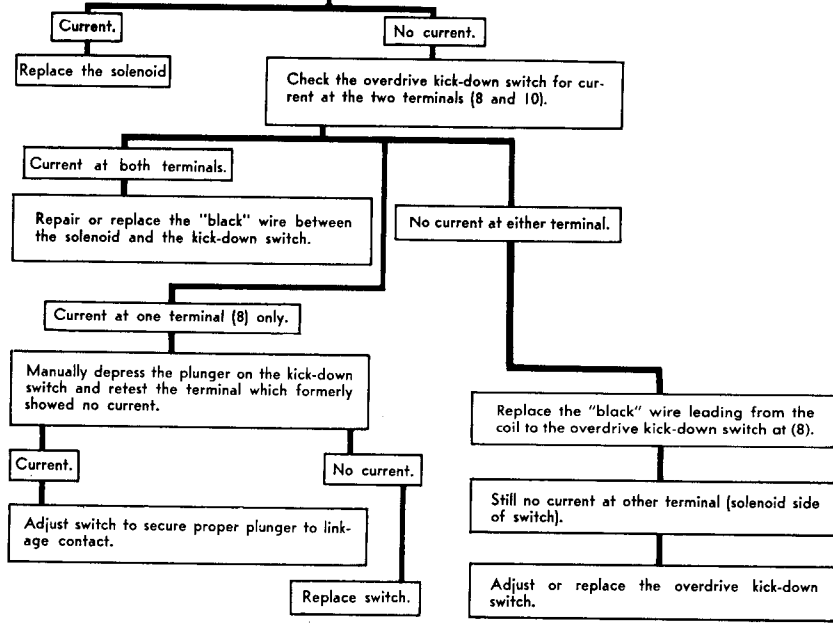 Current.
No current.
Replace the solenoid
Check the overdrive kick-down switch for cur-
rent at the two terminals (8 and 10).
Current at both terminals.
Repair or replace the "black" wire between
the solenoid and the kick-down switch.
No current at either terminal.
Current at one terminal (8) only.
Manually depress the plunger on the kick-down
switch and retest the terminal which formerly
showed no current.
Replace the "black" wire leading from the
coil to the overdrive kick-down switch at (8).
Current.
No current.
Still no current at other terminal (solenoid side
of switch).
Adjust switch to secure proper plunger to link-
age contact.
Replace switch.
Adjust or replace the overdrive kick-down
switch.